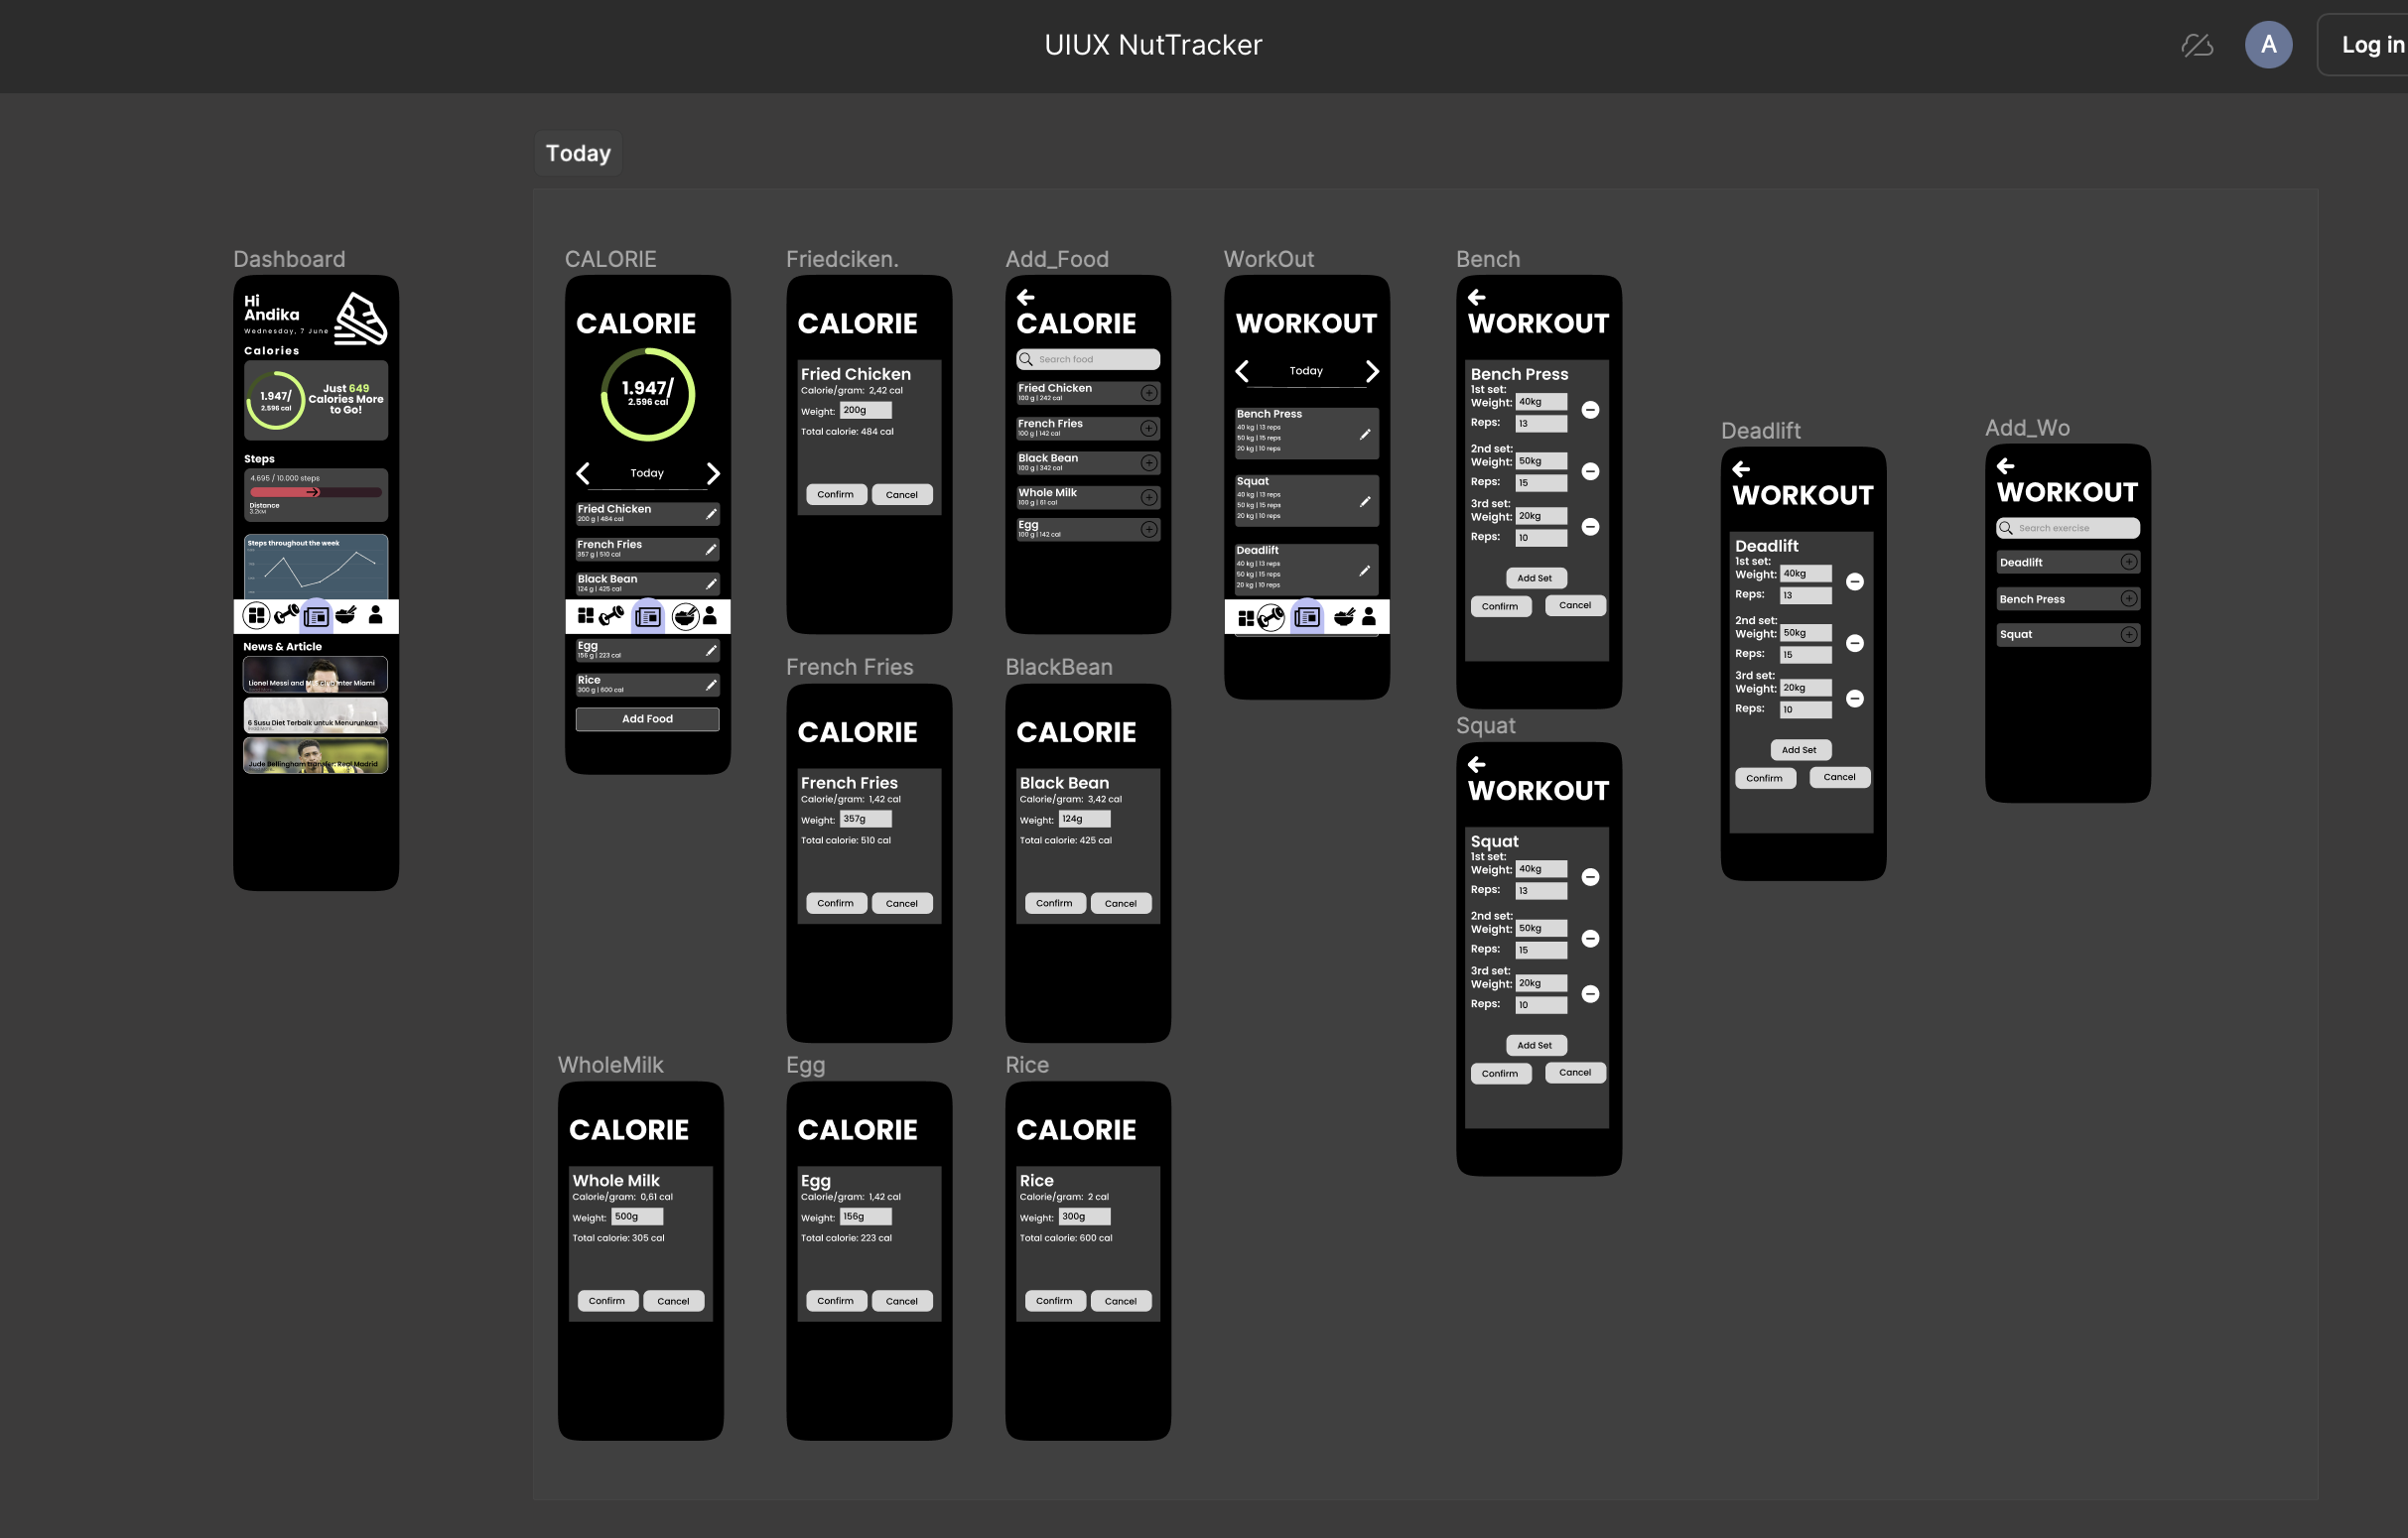 UIUX NutTracker
A
Log in
Today
Dashboard
Hi
Andika
Wednesday, 7 June
Calories
1.947/
2.596 cal
Just 649
Calories More
to Go!
Steps
4.695 / 10.000 steps
Distance
3.2KM
Steps throughout the week
News & Article
Lionel Messi and Inter Miami
6 Susu Diet Terbaik untuk Menurunkan
Jude Bellingham transfer: Real Madrid
CALORIE
CALORIE
1.947/
2.596 cal
Today
Fried Chicken
200 g | 484 cal
French Fries
357 g | 510 cal
Black Bean
124 g | 425 cal
Egg
156 g | 223 cal
Rice
300 g | 600 cal
Add Food
Friedciken.
CALORIE
Fried Chicken
Calorie/gram: 2,42 cal
Weight: 200g
Total calorie: 484 cal
Confirm Cancel
Add_Food
CALORIE
Search food
Fried Chicken
100 g | 242 cal
French Fries
100 g | 142 cal
Black Bean
100 g | 342 cal
Whole Milk
100 g | 61 cal
Egg
100 g | 142 cal
WorkOut
WORKOUT
Today
Bench Press
40 kg | 13 reps
50 kg | 15 reps
20 kg | 10 reps
Squat
40 kg | 13 reps
50 kg | 15 reps
20 kg | 10 reps
Deadlift
40 kg | 13 reps
50 kg | 15 reps
20 kg | 10 reps
Bench
WORKOUT
Bench Press
1st set:
Weight: 40kg
Reps: 13
2nd set:
Weight: 50kg
Reps: 15
3rd set:
Weight: 20kg
Reps: 10
Add Set
Confirm Cancel
Deadlift
WORKOUT
Deadlift
1st set:
Weight: 40kg
Reps: 13
2nd set:
Weight: 50kg
Reps: 15
3rd set:
Weight: 20kg
Reps: 10
Add Set
Confirm Cancel
Add_Wo
WORKOUT
Search exercise
Deadlift
Bench Press
Squat
French Fries
CALORIE
French Fries
Calorie/gram: 1,42 cal
Weight: 357g
Total calorie: 510 cal
Confirm Cancel
BlackBean
CALORIE
Black Bean
Calorie/gram: 3,42 cal
Weight: 124g
Total calorie: 425 cal
Confirm Cancel
Squat
WORKOUT
Squat
1st set:
Weight: 40kg
Reps: 13
2nd set:
Weight: 50kg
Reps: 15
3rd set:
Weight: 20kg
Reps: 10
Add Set
Confirm Cancel
WholeMilk
CALORIE
Whole Milk
Calorie/gram: 0,61 cal
Weight: 500g
Total calorie: 305 cal
Confirm Cancel
Egg
CALORIE
Egg
Calorie/gram: 1,42 cal
Weight: 156g
Total calorie: 223 cal
Confirm Cancel
Rice
CALORIE
Rice
Calorie/gram: 2 cal
Weight: 300g
Total calorie: 600 cal
Confirm Cancel